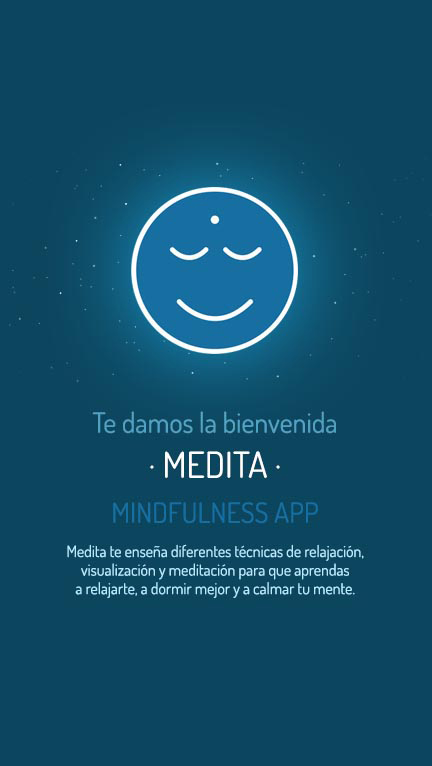 Te damos la bienvenida
· MEDITA ·
MINDFULNESS APP
Medita te enseña diferentes técnicas de relajación,
visualización y meditación para que aprendas
a relajarte, a dormir mejor y a calmar tu mente.